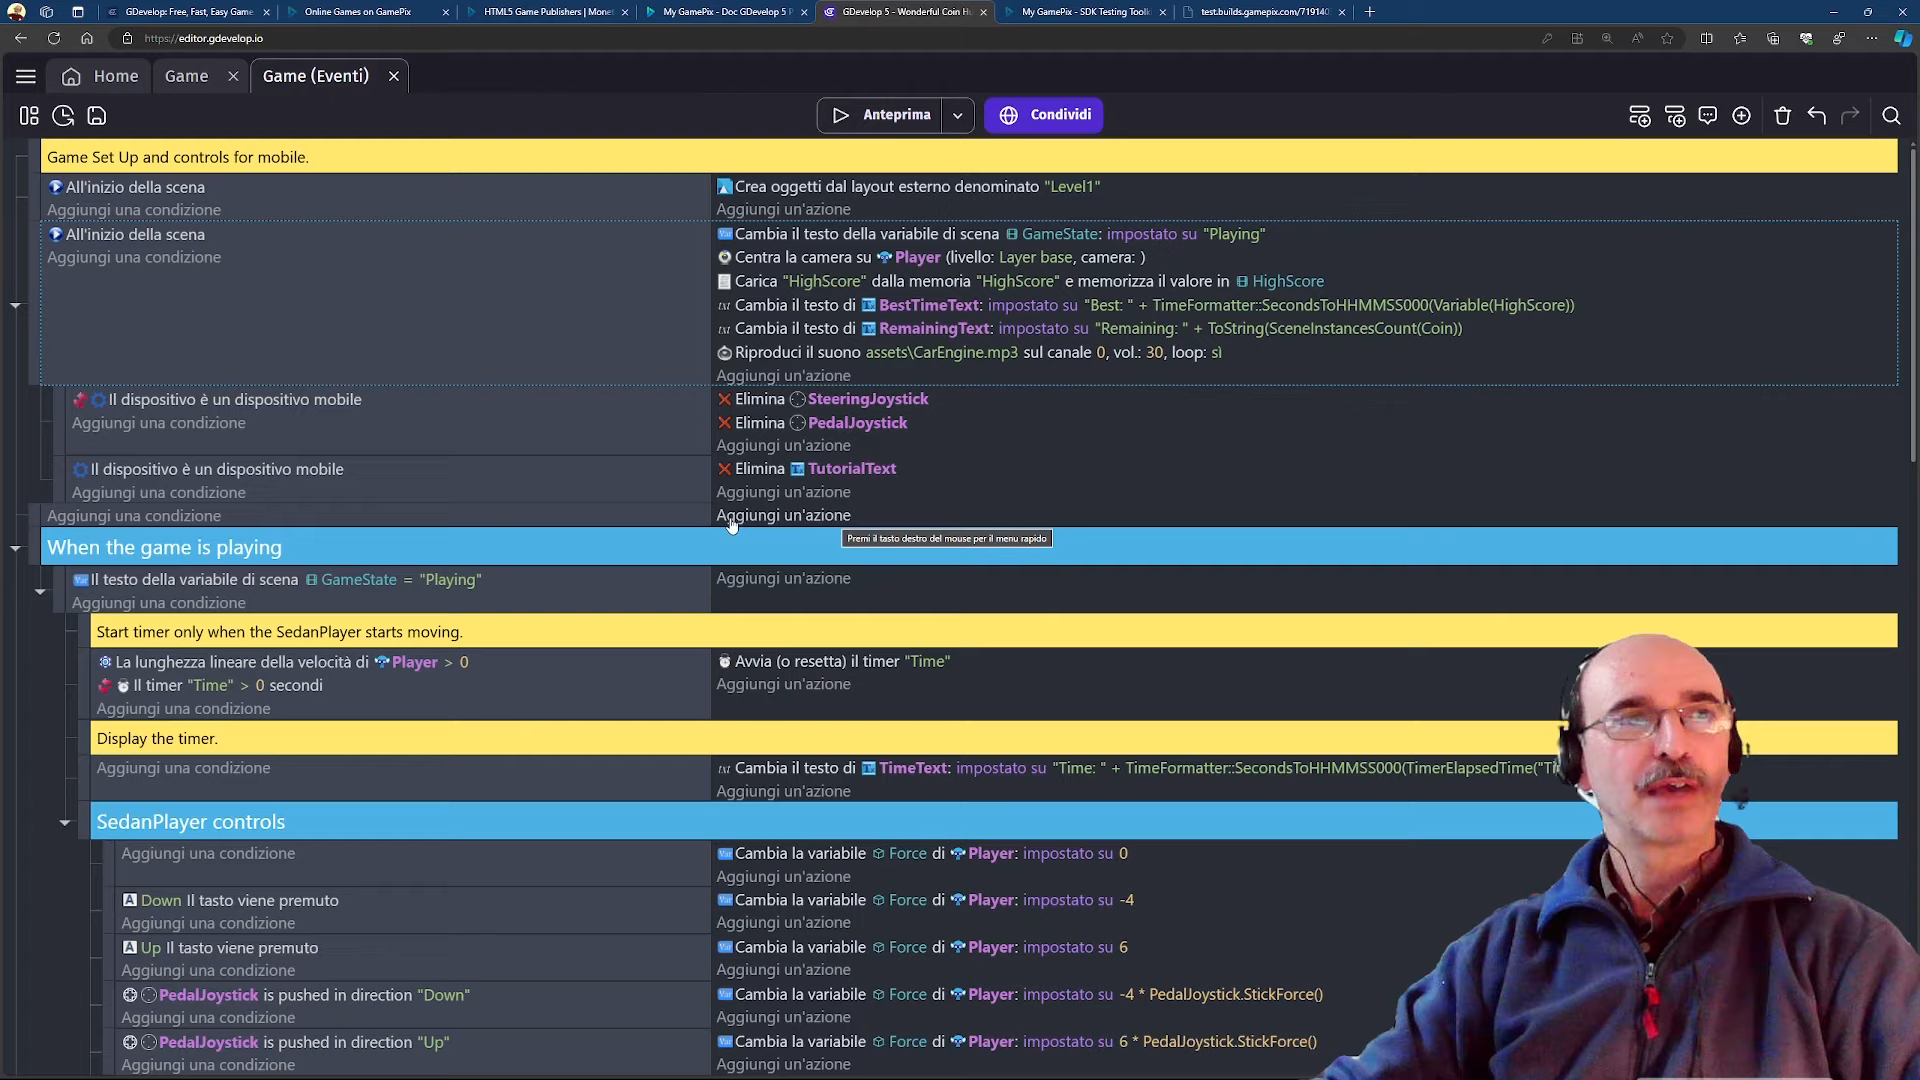 GDevelop: Free, Fast, Easy Game
Online Games on GamePix
HTML5 Game Publishers | Monet
My GamePix - Doc GDevelop 5 P
GDevelop 5 - Wonderful Coin Hu
My GamePix - SDK Testing Toolk
test.builds.gamepix.com/719140
https://editor.gdevelop.io
Home
Game
Game (Eventi)
Anteprima
Condividi
Game Set Up and controls for mobile.
All'inizio della scena
Crea oggetti dal layout esterno denominato "Level1"
Aggiungi una condizione
Aggiungi un'azione
All'inizio della scena
Cambia il testo della variabile di scena GameState: impostato su "Playing"
Aggiungi una condizione
Centra la camera su Player (livello: Layer base, camera: )
Carica "HighScore" dalla memoria "HighScore" e memorizza il valore in HighScore
txt Cambia il testo di BestTimeText: impostato su "Best: " + TimeFormatter::SecondsToHHMMSS000(Variable(HighScore))
txt Cambia il testo di RemainingText: impostato su "Remaining: " + ToString(SceneInstancesCount(Coin))
Riproduci il suono assets\CarEngine.mp3 sul canale 0, vol.: 30, loop: sì
Aggiungi un'azione
Il dispositivo è un dispositivo mobile
Elimina SteeringJoystick
Aggiungi una condizione
Elimina PedalJoystick
Aggiungi un'azione
Il dispositivo è un dispositivo mobile
Elimina TutorialText
Aggiungi una condizione
Aggiungi un'azione
Aggiungi una condizione
Aggiungi un'azione
Premi il tasto destro del mouse per il menu rapido
When the game is playing
Var Il testo della variabile di scena GameState = "Playing"
Aggiungi un'azione
Aggiungi una condizione
Start timer only when the SedanPlayer starts moving.
La lunghezza lineare della velocità di Player > 0
Avvia (o resetta) il timer "Time"
Il timer "Time" > 0 secondi
Aggiungi un'azione
Aggiungi una condizione
Display the timer.
Aggiungi una condizione
txt Cambia il testo di TimeText: impostato su "Time: " + TimeFormatter::SecondsToHHMMSS000(TimerElapsedTime("Ti
Aggiungi un'azione
SedanPlayer controls
Aggiungi una condizione
Var Cambia la variabile Force di Player: impostato su 0
Aggiungi un'azione
A Down Il tasto viene premuto
Var Cambia la variabile Force di Player: impostato su -4
Aggiungi una condizione
Aggiungi un'azione
A Up Il tasto viene premuto
Var Cambia la variabile Force di Player: impostato su 6
Aggiungi una condizione
Aggiungi un'azione
PedalJoystick is pushed in direction "Down"
Var Cambia la variabile Force di Player: impostato su -4 * PedalJoystick.StickForce()
Aggiungi una condizione
Aggiungi un'azione
PedalJoystick is pushed in direction "Up"
Var Cambia la variabile Force di Player: impostato su 6 * PedalJoystick.StickForce()
Aggiungi una condizione
Aggiungi un'azione